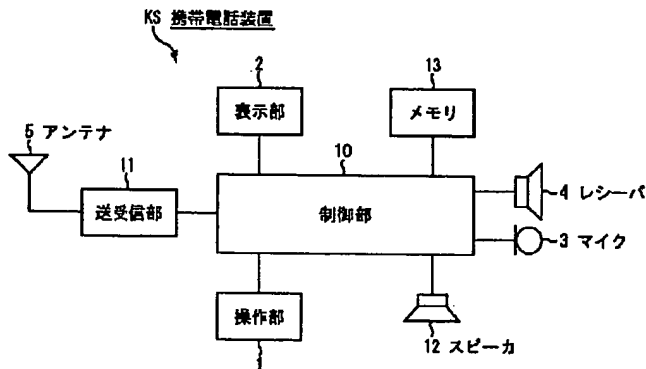 KS 携帯電話装置
2
表示部
13
メモリ
5 アンテナ
11
送受信部
10
制御部
4 レシーバ
3 マイク
操作部
1
12 スピーカ